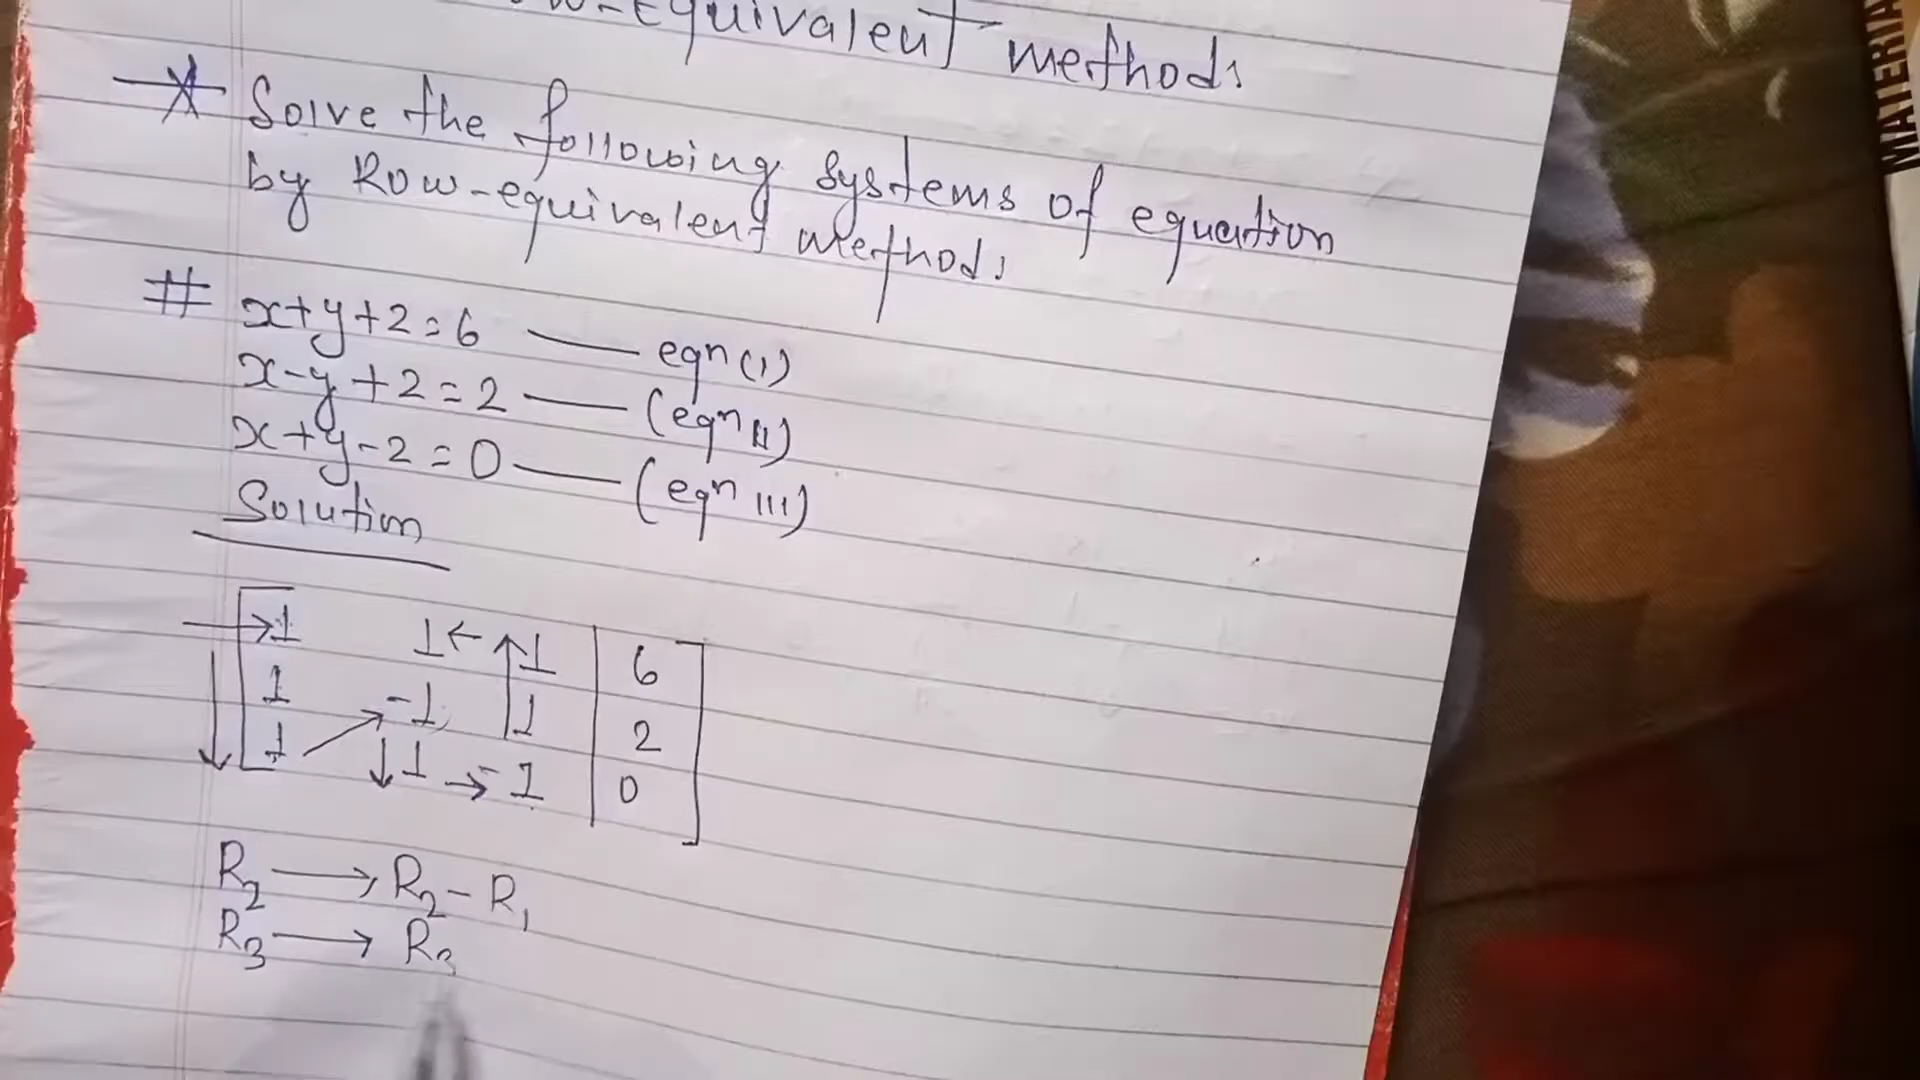 equivalent method.
* Solve the following systems of equation
by Row-equivalent method.
# x+y+2=6 — eqn (I)
x-y+2=2 — (eqn II)
x+y-2=0 — (eqn III)
Solution
→1 1← ↑1 | 6
1 -1 1 | 2
1 ↓1 → -1 | 0
R2 → R2 - R1
R3 → R3
MATERIA